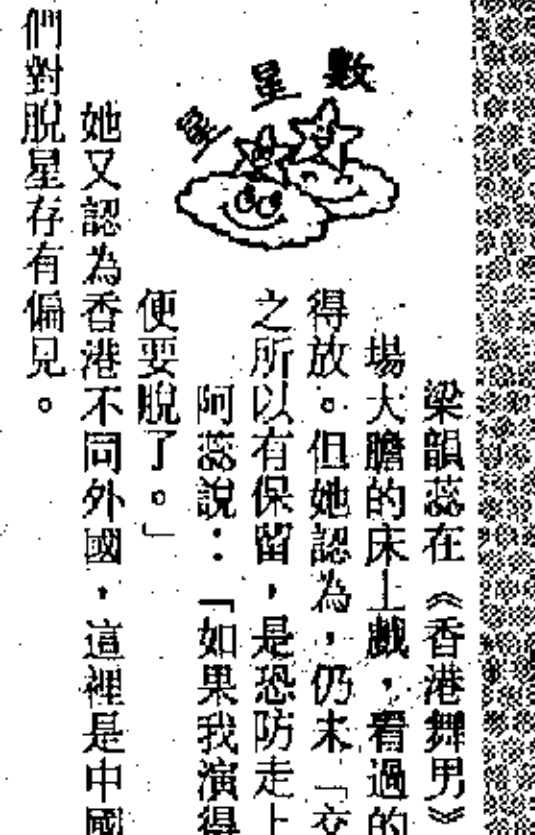 數星星
梁韻蕊在《香港舞男》
場大膽的床上戲，看過的
得放。但她認為，仍未「交
之所以有保留，是恐防走上
阿蕊說：「如果我演得
便要脫了。」
她又認為香港不同外國，這裡是中國
們對脫星存有偏見。